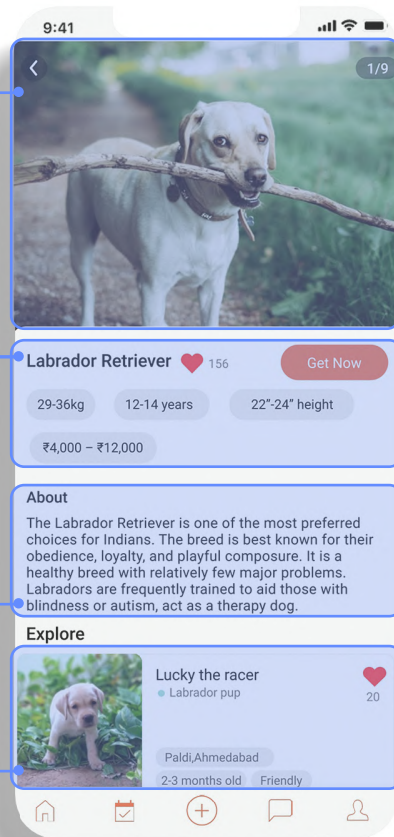 9:41
1/9
Labrador Retriever 156 Get Now
29-36kg 12-14 years 22”-24” height
₹4,000 – ₹12,000
About
The Labrador Retriever is one of the most preferred
choices for Indians. The breed is best known for their
obedience, loyalty, and playful composure. It is a
healthy breed with relatively few major problems.
Labradors are frequently trained to aid those with
blindness or autism, act as a therapy dog.
Explore
Lucky the racer
Labrador pup
20
Paldi,Ahmedabad
2-3 months old Friendly